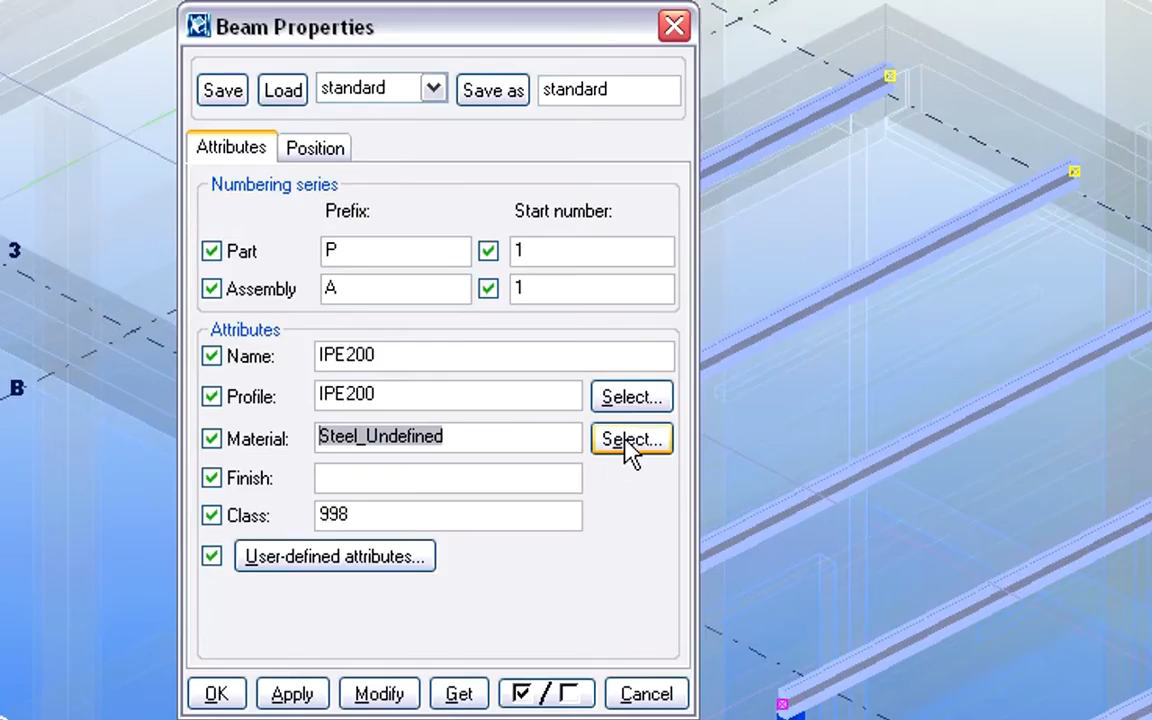 Beam Properties
Save Load standard Save as standard
Attributes Position
Numbering series
Prefix: Start number:
Part P 1
3
Assembly A 1
Attributes
Name: IPE200
B
Profile: IPE200 Select...
Material: Steel_Undefined Select...
Finish:
Class: 998
User-defined attributes...
OK Apply Modify Get / Cancel